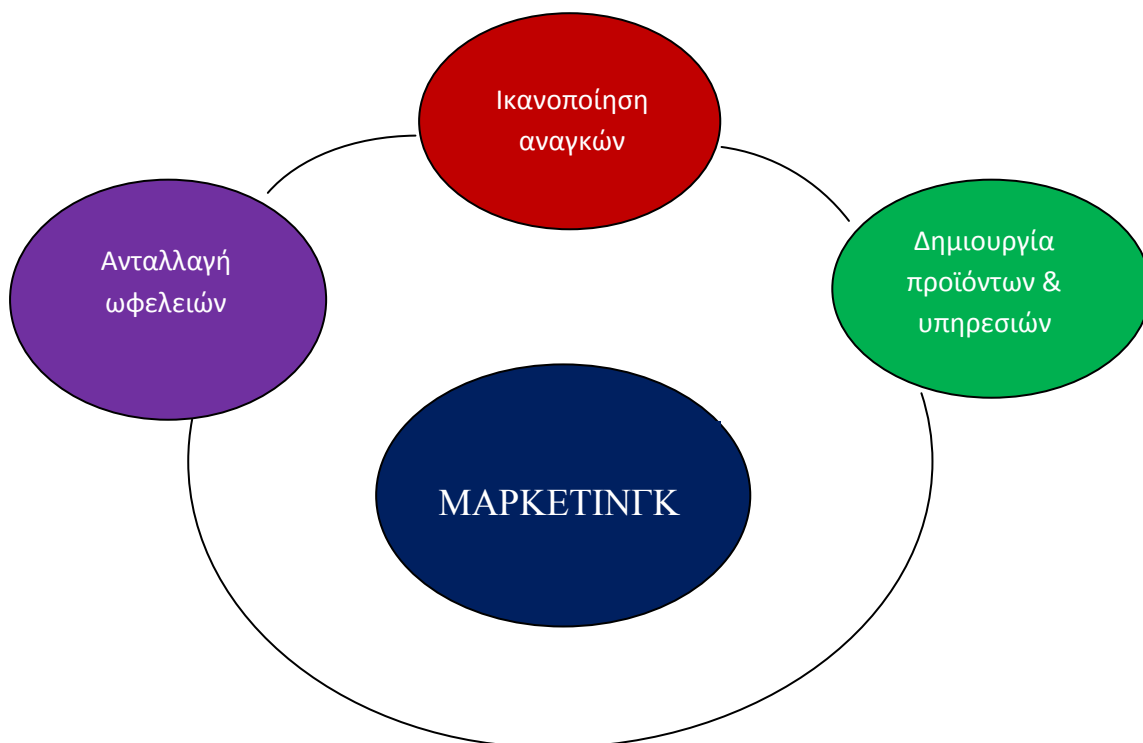 Ικανοποίηση
αναγκών
Ανταλλαγή
ωφελειών
Δημιουργία
προϊόντων &
υπηρεσιών
ΜΑΡΚΕΤΙΝΓΚ